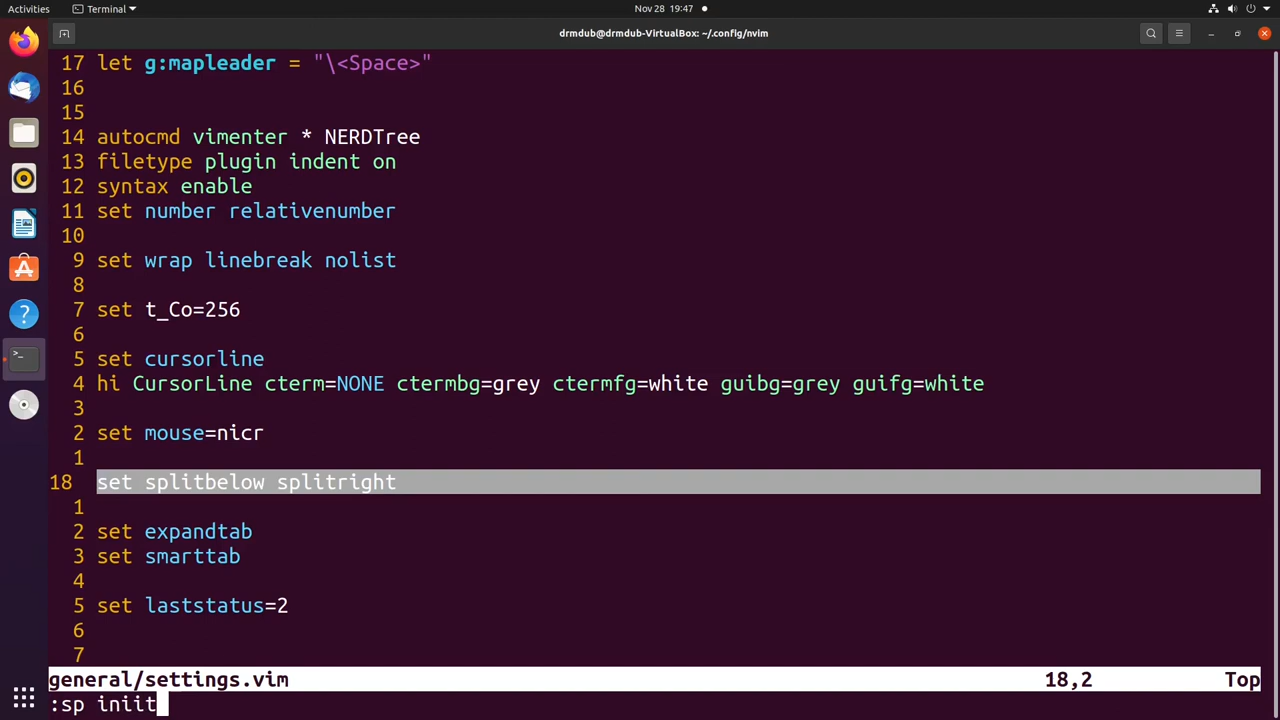 Activities Terminal Nov 28 19:47
drmdub@drmdub-VirtualBox: ~/.config/nvim
17 let g:mapleader = "\<Space>"
16
15
14 autocmd vimenter * NERDTree
13 filetype plugin indent on
12 syntax enable
11 set number relativenumber
10
9 set wrap linebreak nolist
8
7 set t_Co=256
6
5 set cursorline
4 hi CursorLine cterm=NONE ctermbg=grey ctermfg=white guibg=grey guifg=white
3
2 set mouse=nicr
1
18 set splitbelow splitright
1
2 set expandtab
3 set smarttab
4
5 set laststatus=2
6
7
general/settings.vim 18,2 Top
:sp iniit